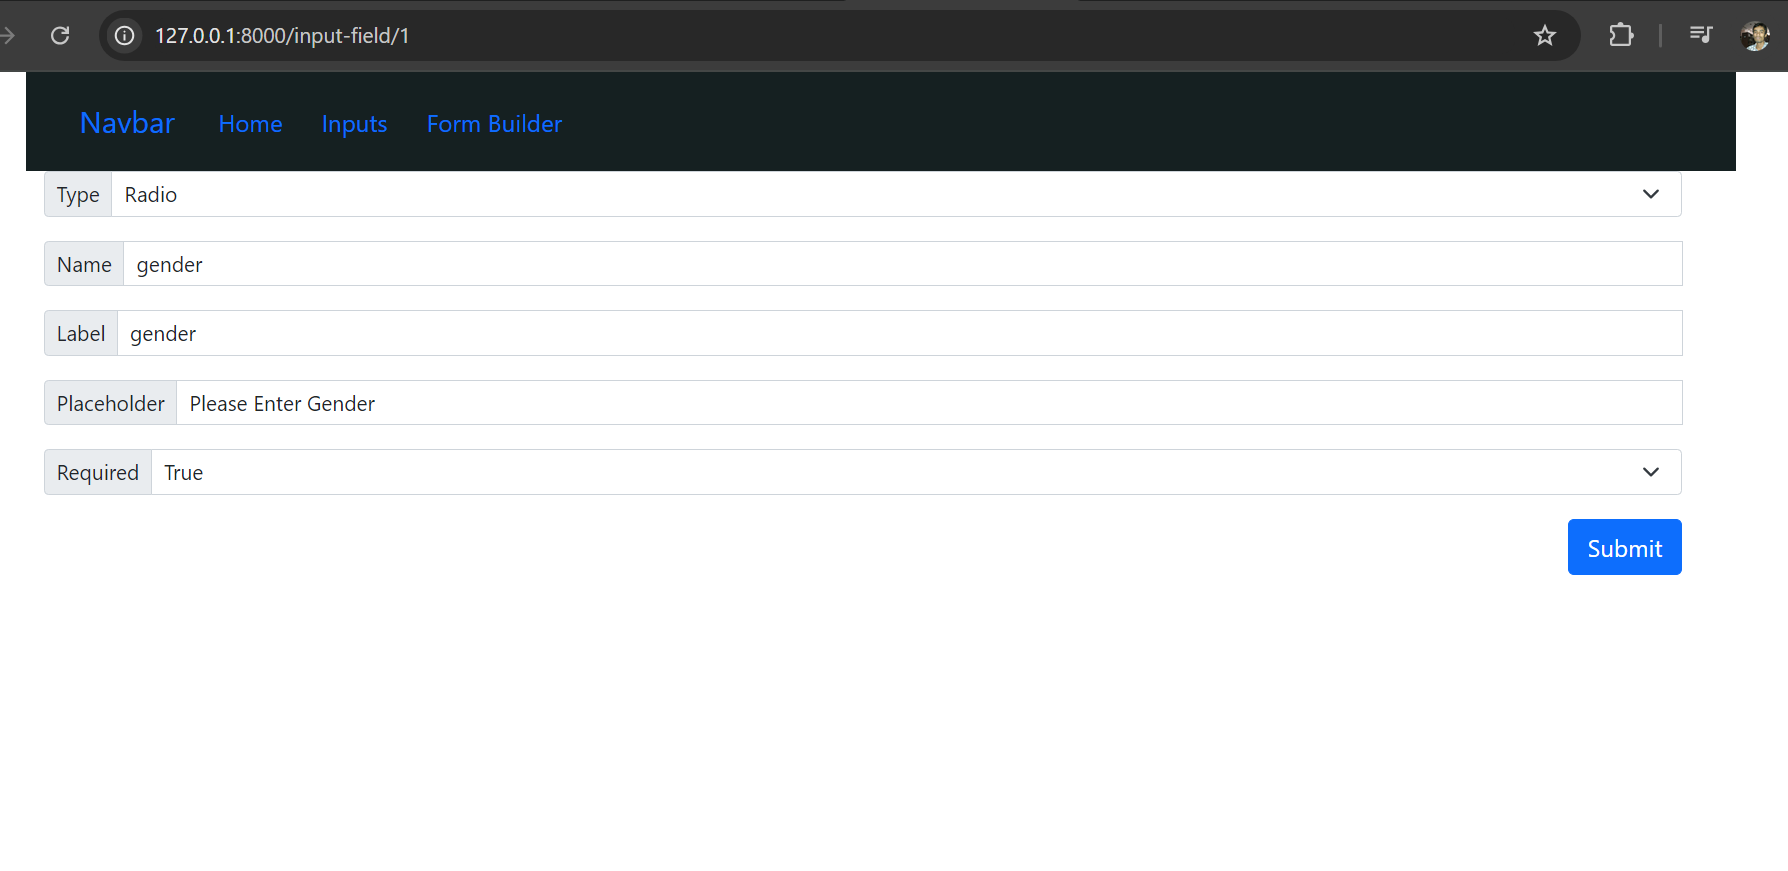 127.0.0.1:8000/input-field/1
Navbar Home Inputs Form Builder
Type Radio
Name gender
Label gender
Placeholder Please Enter Gender
Required True
Submit